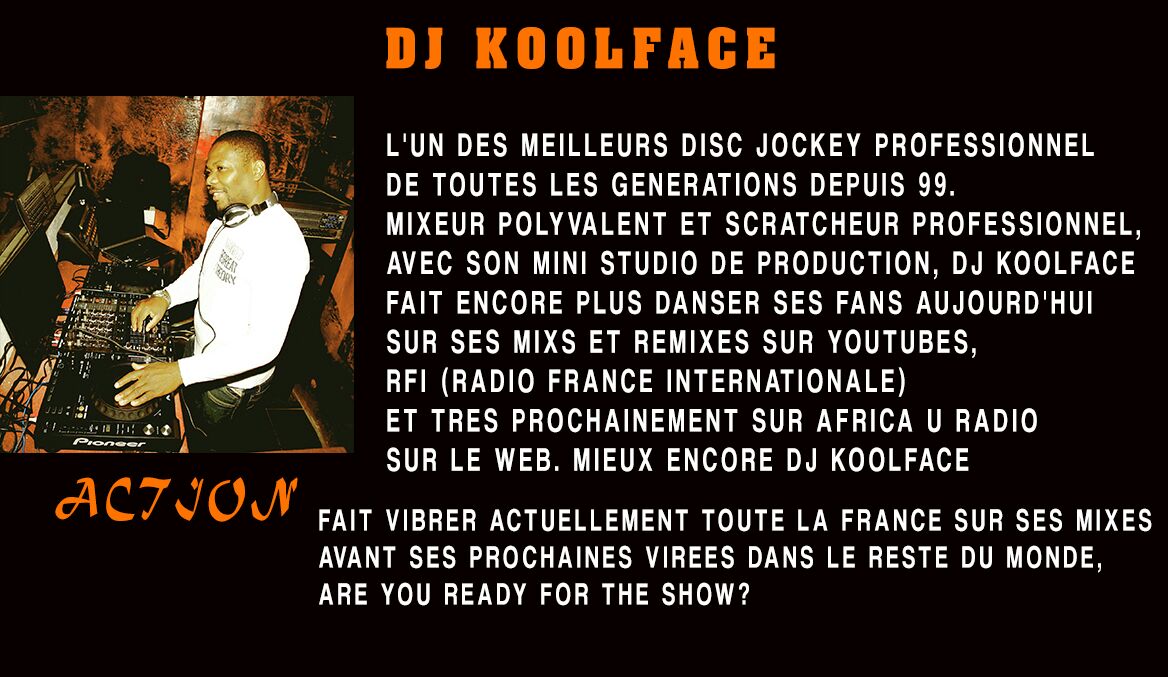 DJ KOOLFACE
L'UN DES MEILLEURS DISC JOCKEY PROFESSIONNEL
DE TOUTES LES GENERATIONS DEPUIS 99.
MIXEUR POLYVALENT ET SCRATCHEUR PROFESSIONNEL,
AVEC SON MINI STUDIO DE PRODUCTION, DJ KOOLFACE
FAIT ENCORE PLUS DANSER SES FANS AUJOURD'HUI
SUR SES MIXS ET REMIXES SUR YOUTUBES,
RFI (RADIO FRANCE INTERNATIONALE)
ET TRES PROCHAINEMENT SUR AFRICA U RADIO
SUR LE WEB. MIEUX ENCORE DJ KOOLFACE
GREAT
Pioneer
ACTION
FAIT VIBRER ACTUELLEMENT TOUTE LA FRANCE SUR SES MIXES
AVANT SES PROCHAINES VIREES DANS LE RESTE DU MONDE,
ARE YOU READY FOR THE SHOW?